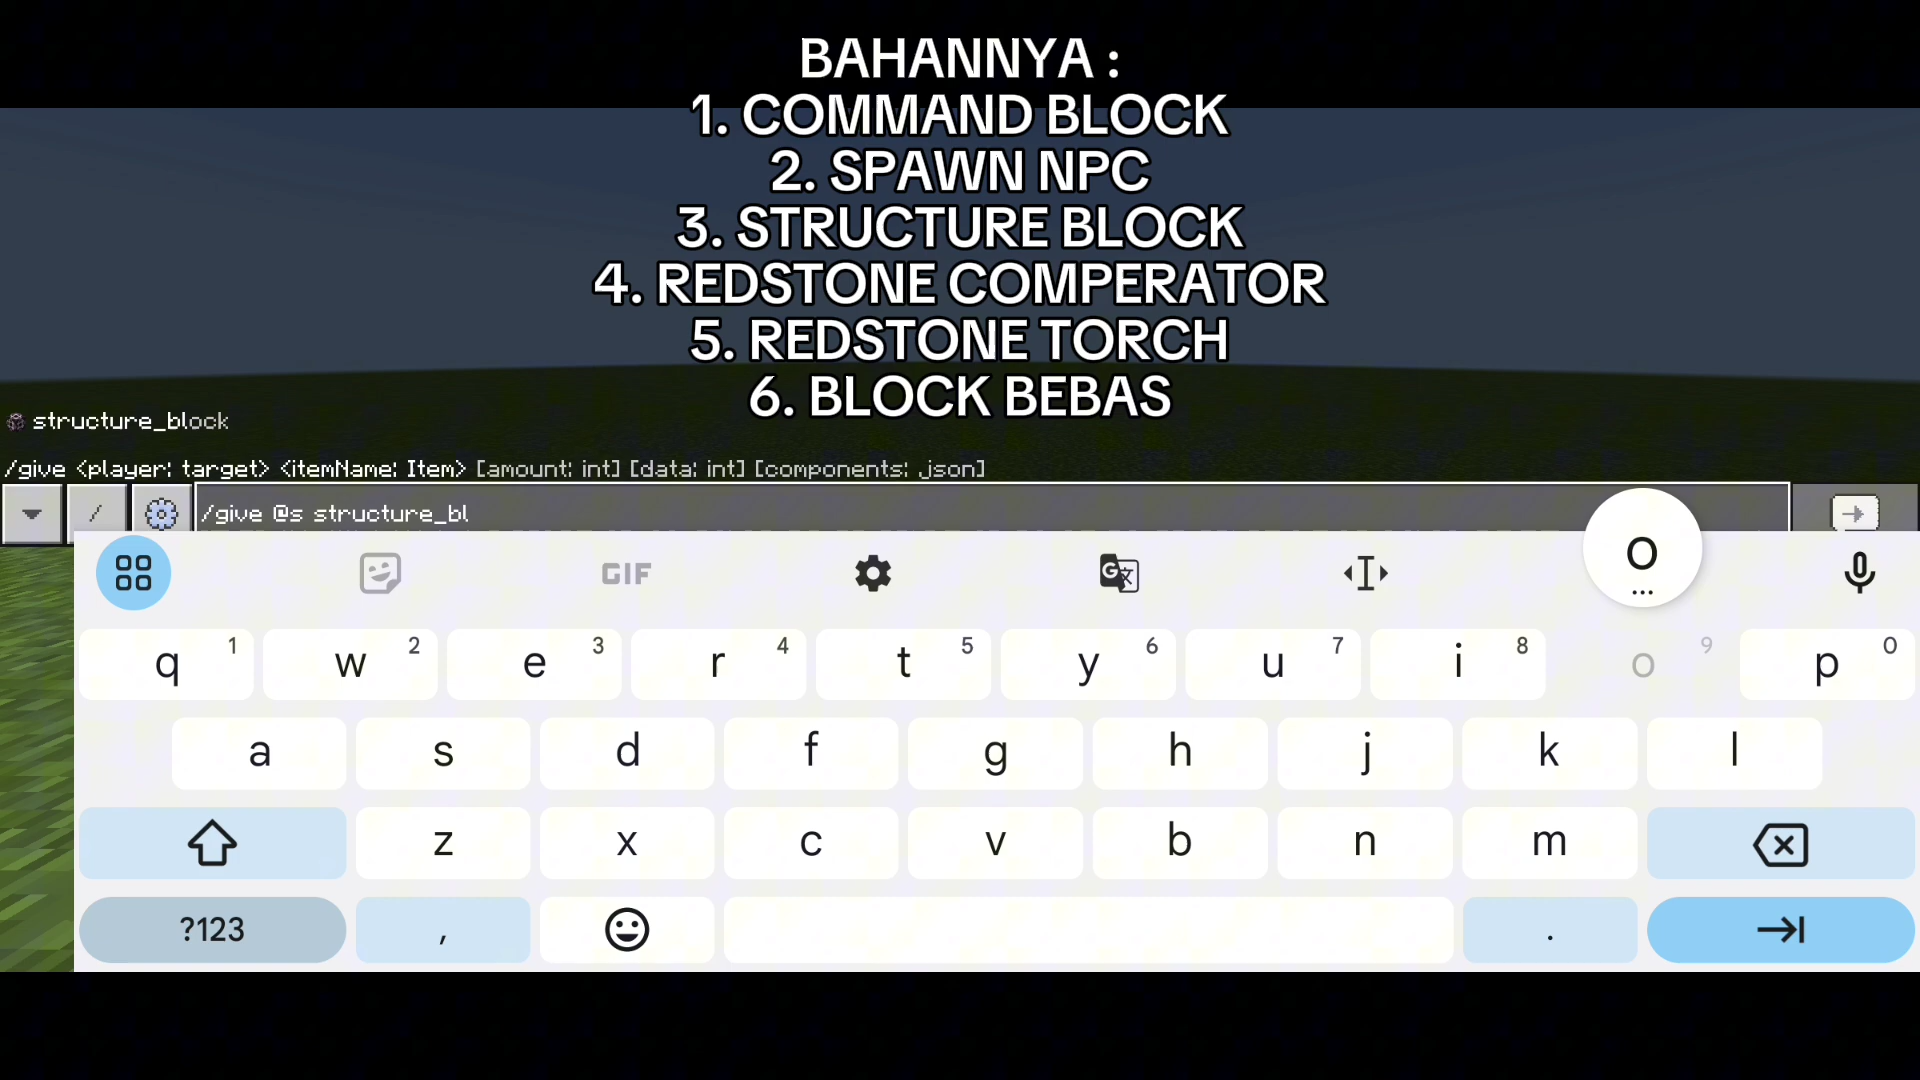 BAHANNYA :
1. COMMAND BLOCK
2. SPAWN NPC
3. STRUCTURE BLOCK
4. REDSTONE COMPERATOR
5. REDSTONE TORCH
6. BLOCK BEBAS
structure_block
/give <player: target> <itemName: Item> [amount: int] [data: int] [components: .json]
/
/give @s structure_bl
GIF
o
...
q 1 w 2 e 3 r 4 t 5 y 6 u 7 i 8 o 9 p 0
a s d f g h j k l
z x c v b n m
?123 , .